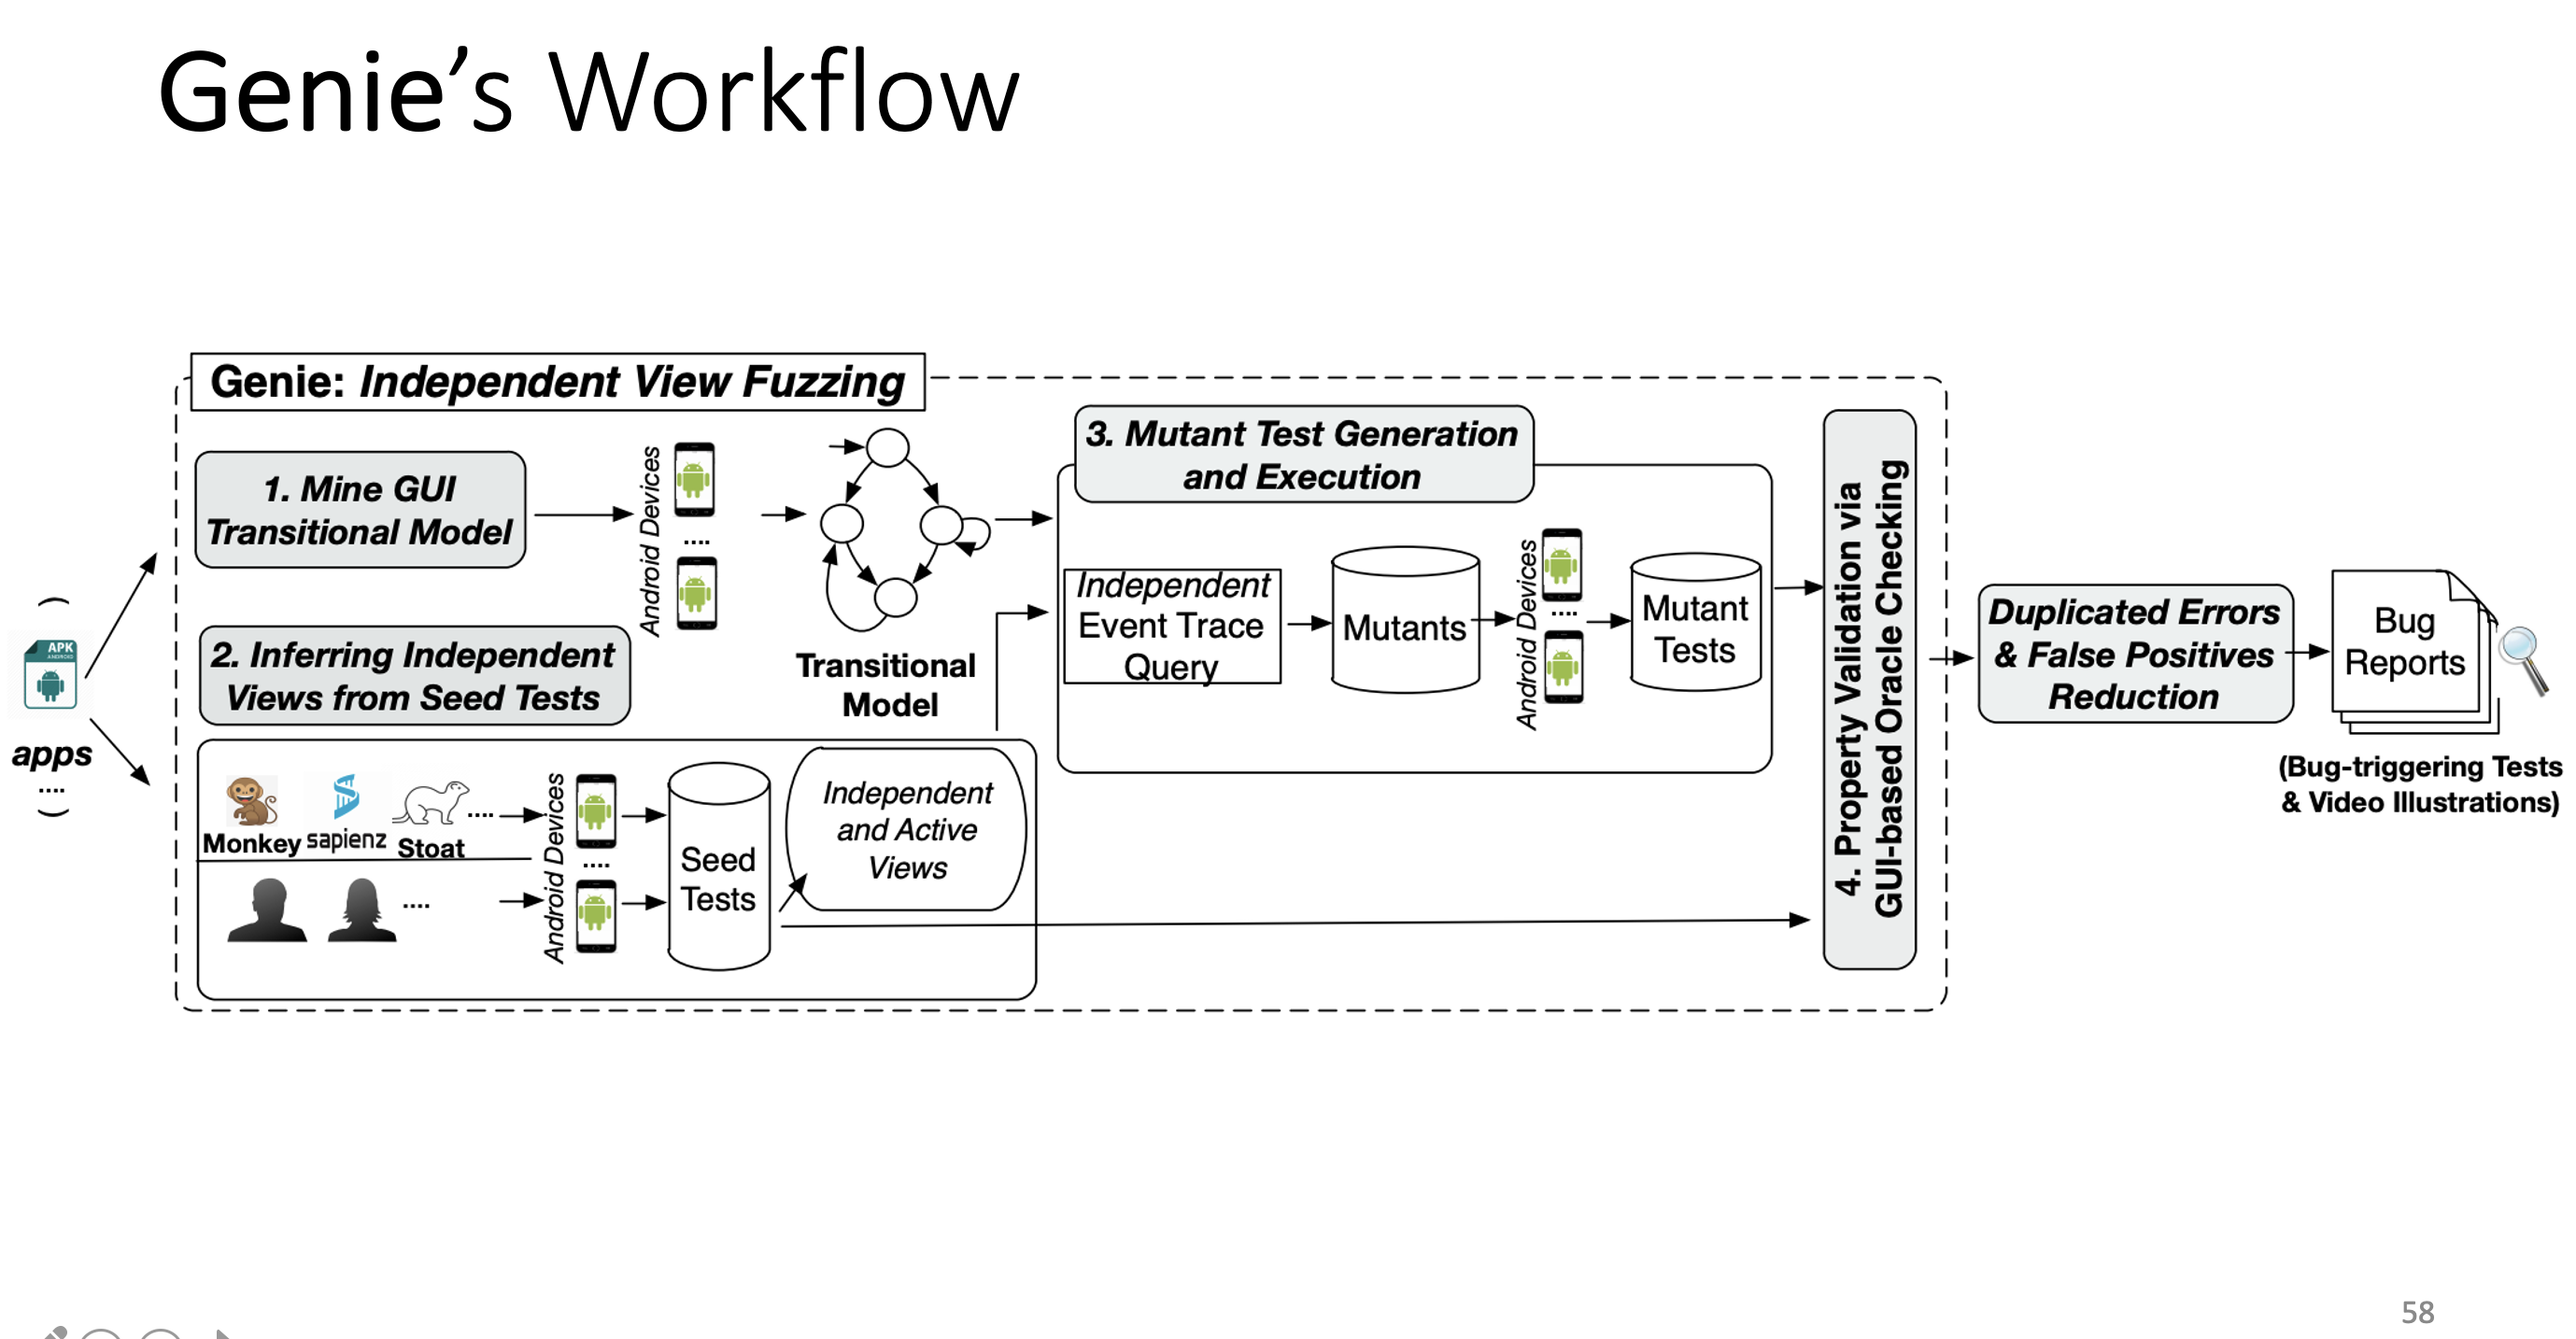 Genie’s Workflow
Genie: Independent View Fuzzing
1. Mine GUI
Transitional Model
Android Devices
....
Transitional
Model
2. Inferring Independent
Views from Seed Tests
APK
ANDROID
apps
....
Monkey
sapienz
Stoat
....
....
Android Devices
....
Seed
Tests
Independent
and Active
Views
3. Mutant Test Generation
and Execution
Independent
Event Trace
Query
Mutants
Android Devices
....
Mutant
Tests
4. Property Validation via
GUI-based Oracle Checking
Duplicated Errors
& False Positives
Reduction
Bug
Reports
(Bug-triggering Tests
& Video Illustrations)
58